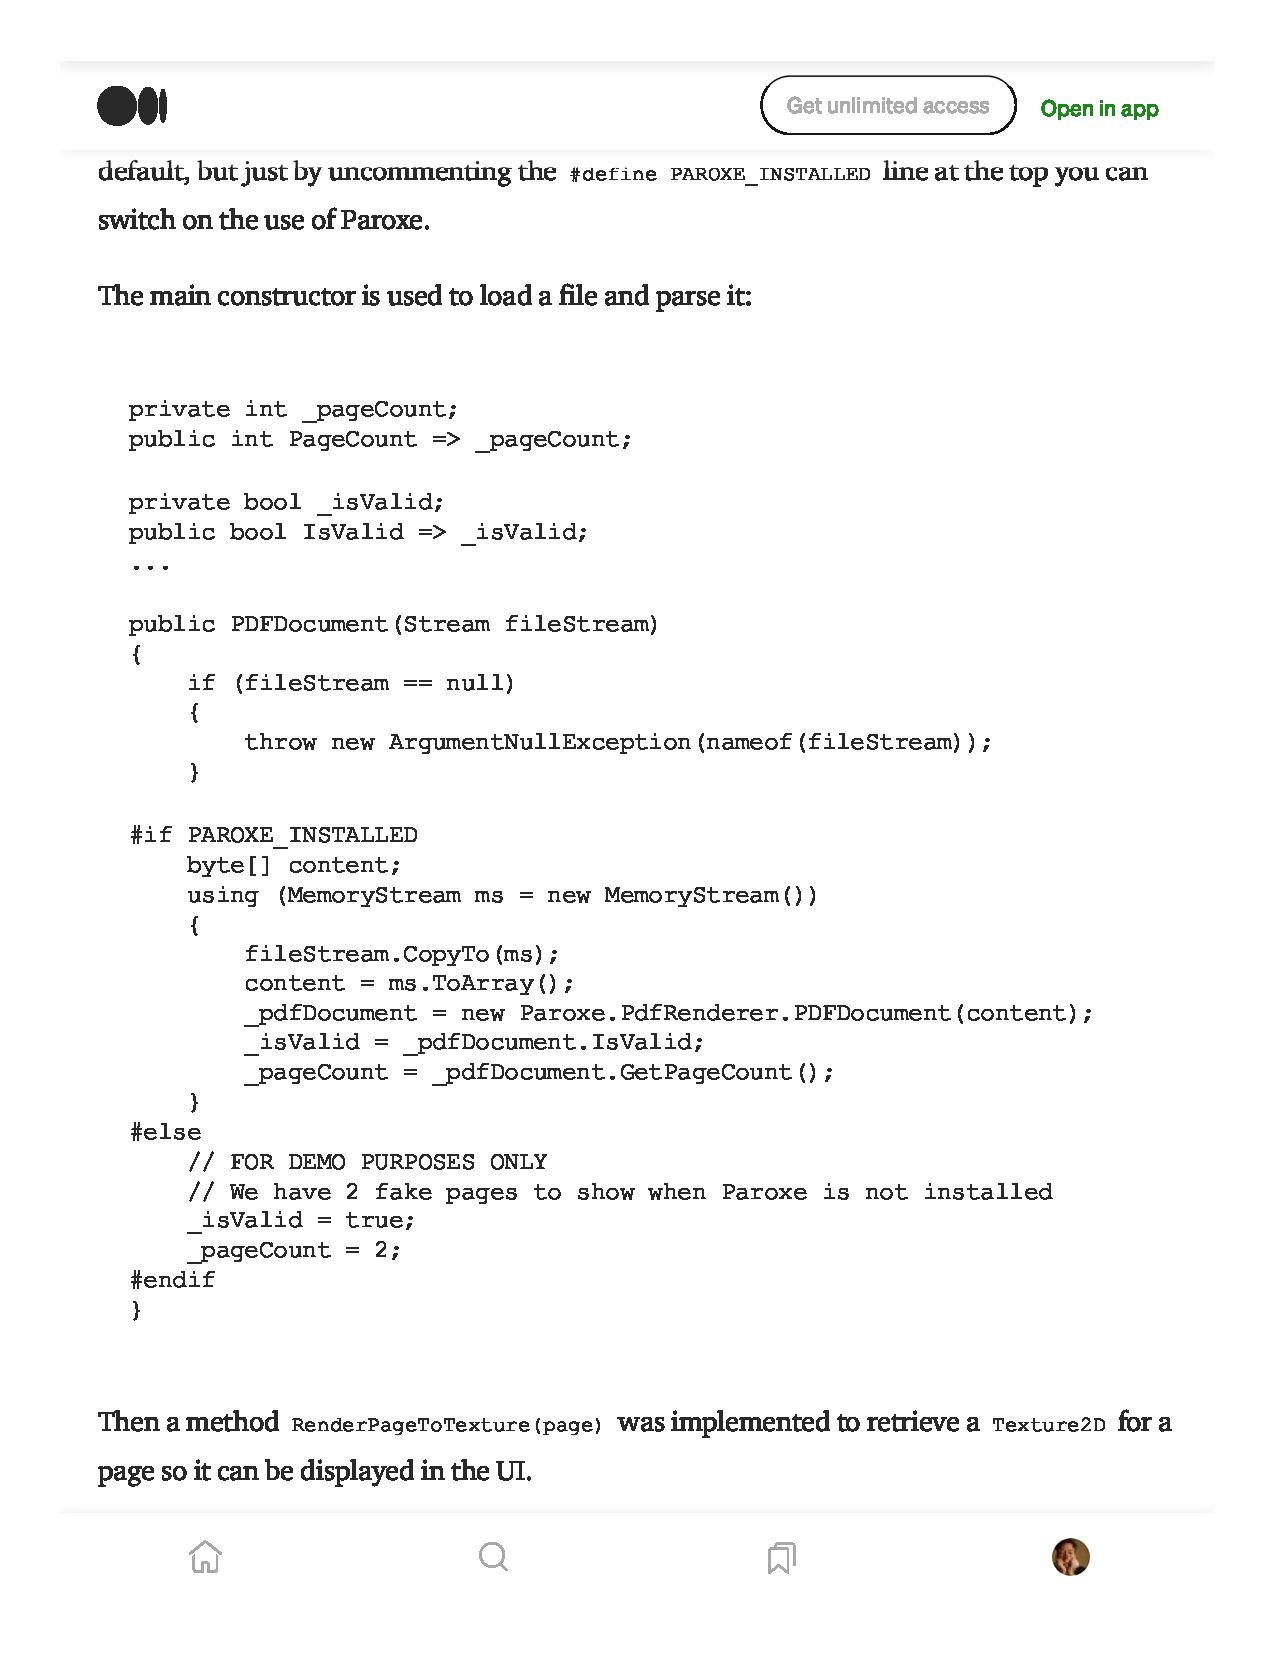 Get unlimited access
Open in app
default, but just by uncommenting the #define PAROXE_INSTALLED line at the top you can
switch on the use of Paroxe.
The main constructor is used to load a file and parse it:
private int _pageCount;
public int PageCount => _pageCount;
private bool _isValid;
public bool IsValid => _isValid;
...
public PDFDocument(Stream fileStream)
{
    if (fileStream == null)
    {
        throw new ArgumentNullException(nameof(fileStream));
    }
#if PAROXE_INSTALLED
    byte[] content;
    using (MemoryStream ms = new MemoryStream())
    {
        fileStream.CopyTo(ms);
        content = ms.ToArray();
        _pdfDocument = new Paroxe.PdfRenderer.PDFDocument(content);
        _isValid = _pdfDocument.IsValid;
        _pageCount = _pdfDocument.GetPageCount();
    }
#else
    // FOR DEMO PURPOSES ONLY
    // We have 2 fake pages to show when Paroxe is not installed
    _isValid = true;
    _pageCount = 2;
#endif
}
Then a method RenderPageToTexture(page) was implemented to retrieve a Texture2D for a
page so it can be displayed in the UI.